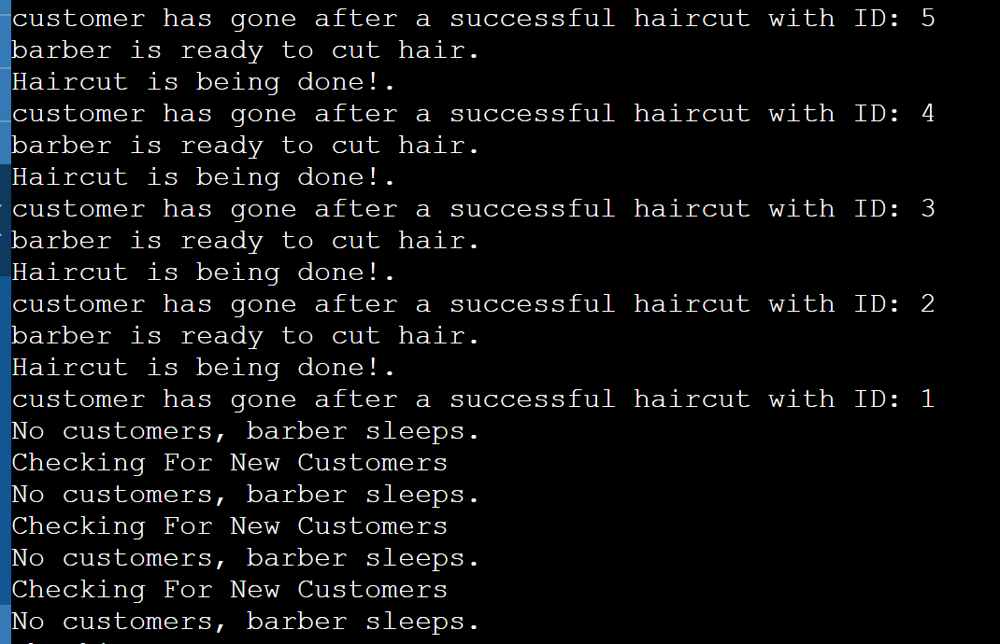 customer has gone after a successful haircut with ID: 5
barber is ready to cut hair.
Haircut is being done!.
customer has gone after a successful haircut with ID: 4
barber is ready to cut hair.
Haircut is being done!.
customer has gone after a successful haircut with ID: 3
barber is ready to cut hair.
Haircut is being done!.
customer has gone after a successful haircut with ID: 2
barber is ready to cut hair.
Haircut is being done!.
customer has gone after a successful haircut with ID: 1
No customers, barber sleeps.
Checking For New Customers
No customers, barber sleeps.
Checking For New Customers
No customers, barber sleeps.
Checking For New Customers
No customers, barber sleeps.